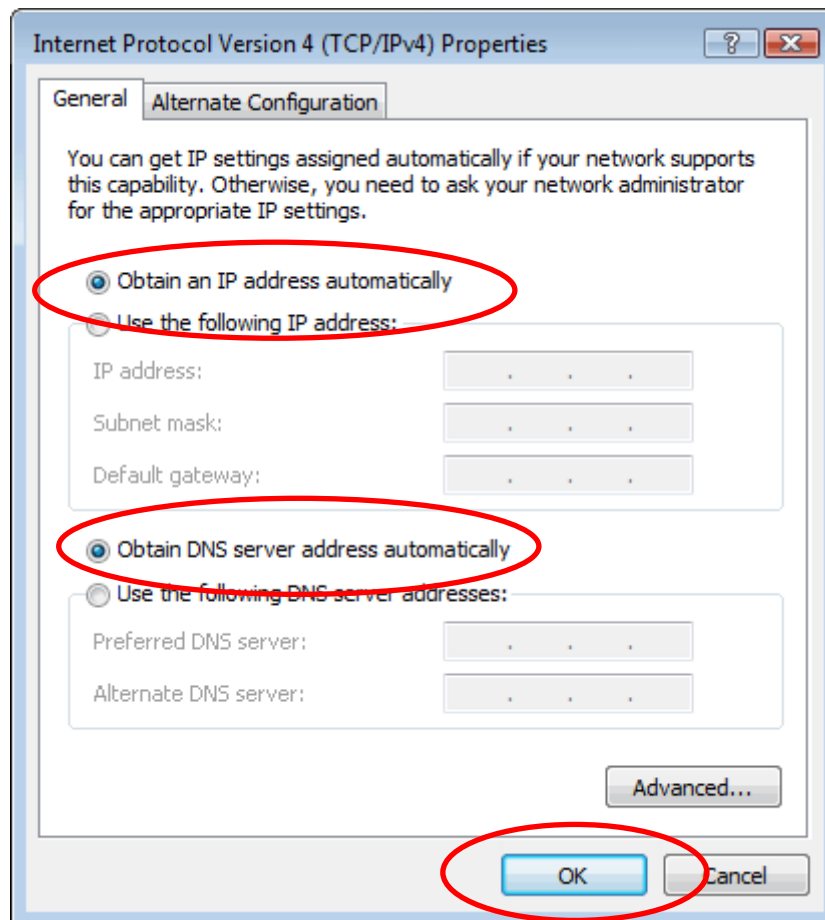 Internet Protocol Version 4 (TCP/IPv4) Properties
General
Alternate Configuration
You can get IP settings assigned automatically if your network supports
this capability. Otherwise, you need to ask your network administrator
for the appropriate IP settings.
Obtain an IP address automatically
Use the following IP address:
IP address:
Subnet mask:
Default gateway:
Obtain DNS server address automatically
Use the following DNS server addresses:
Preferred DNS server:
Alternate DNS server:
Advanced...
OK
Cancel